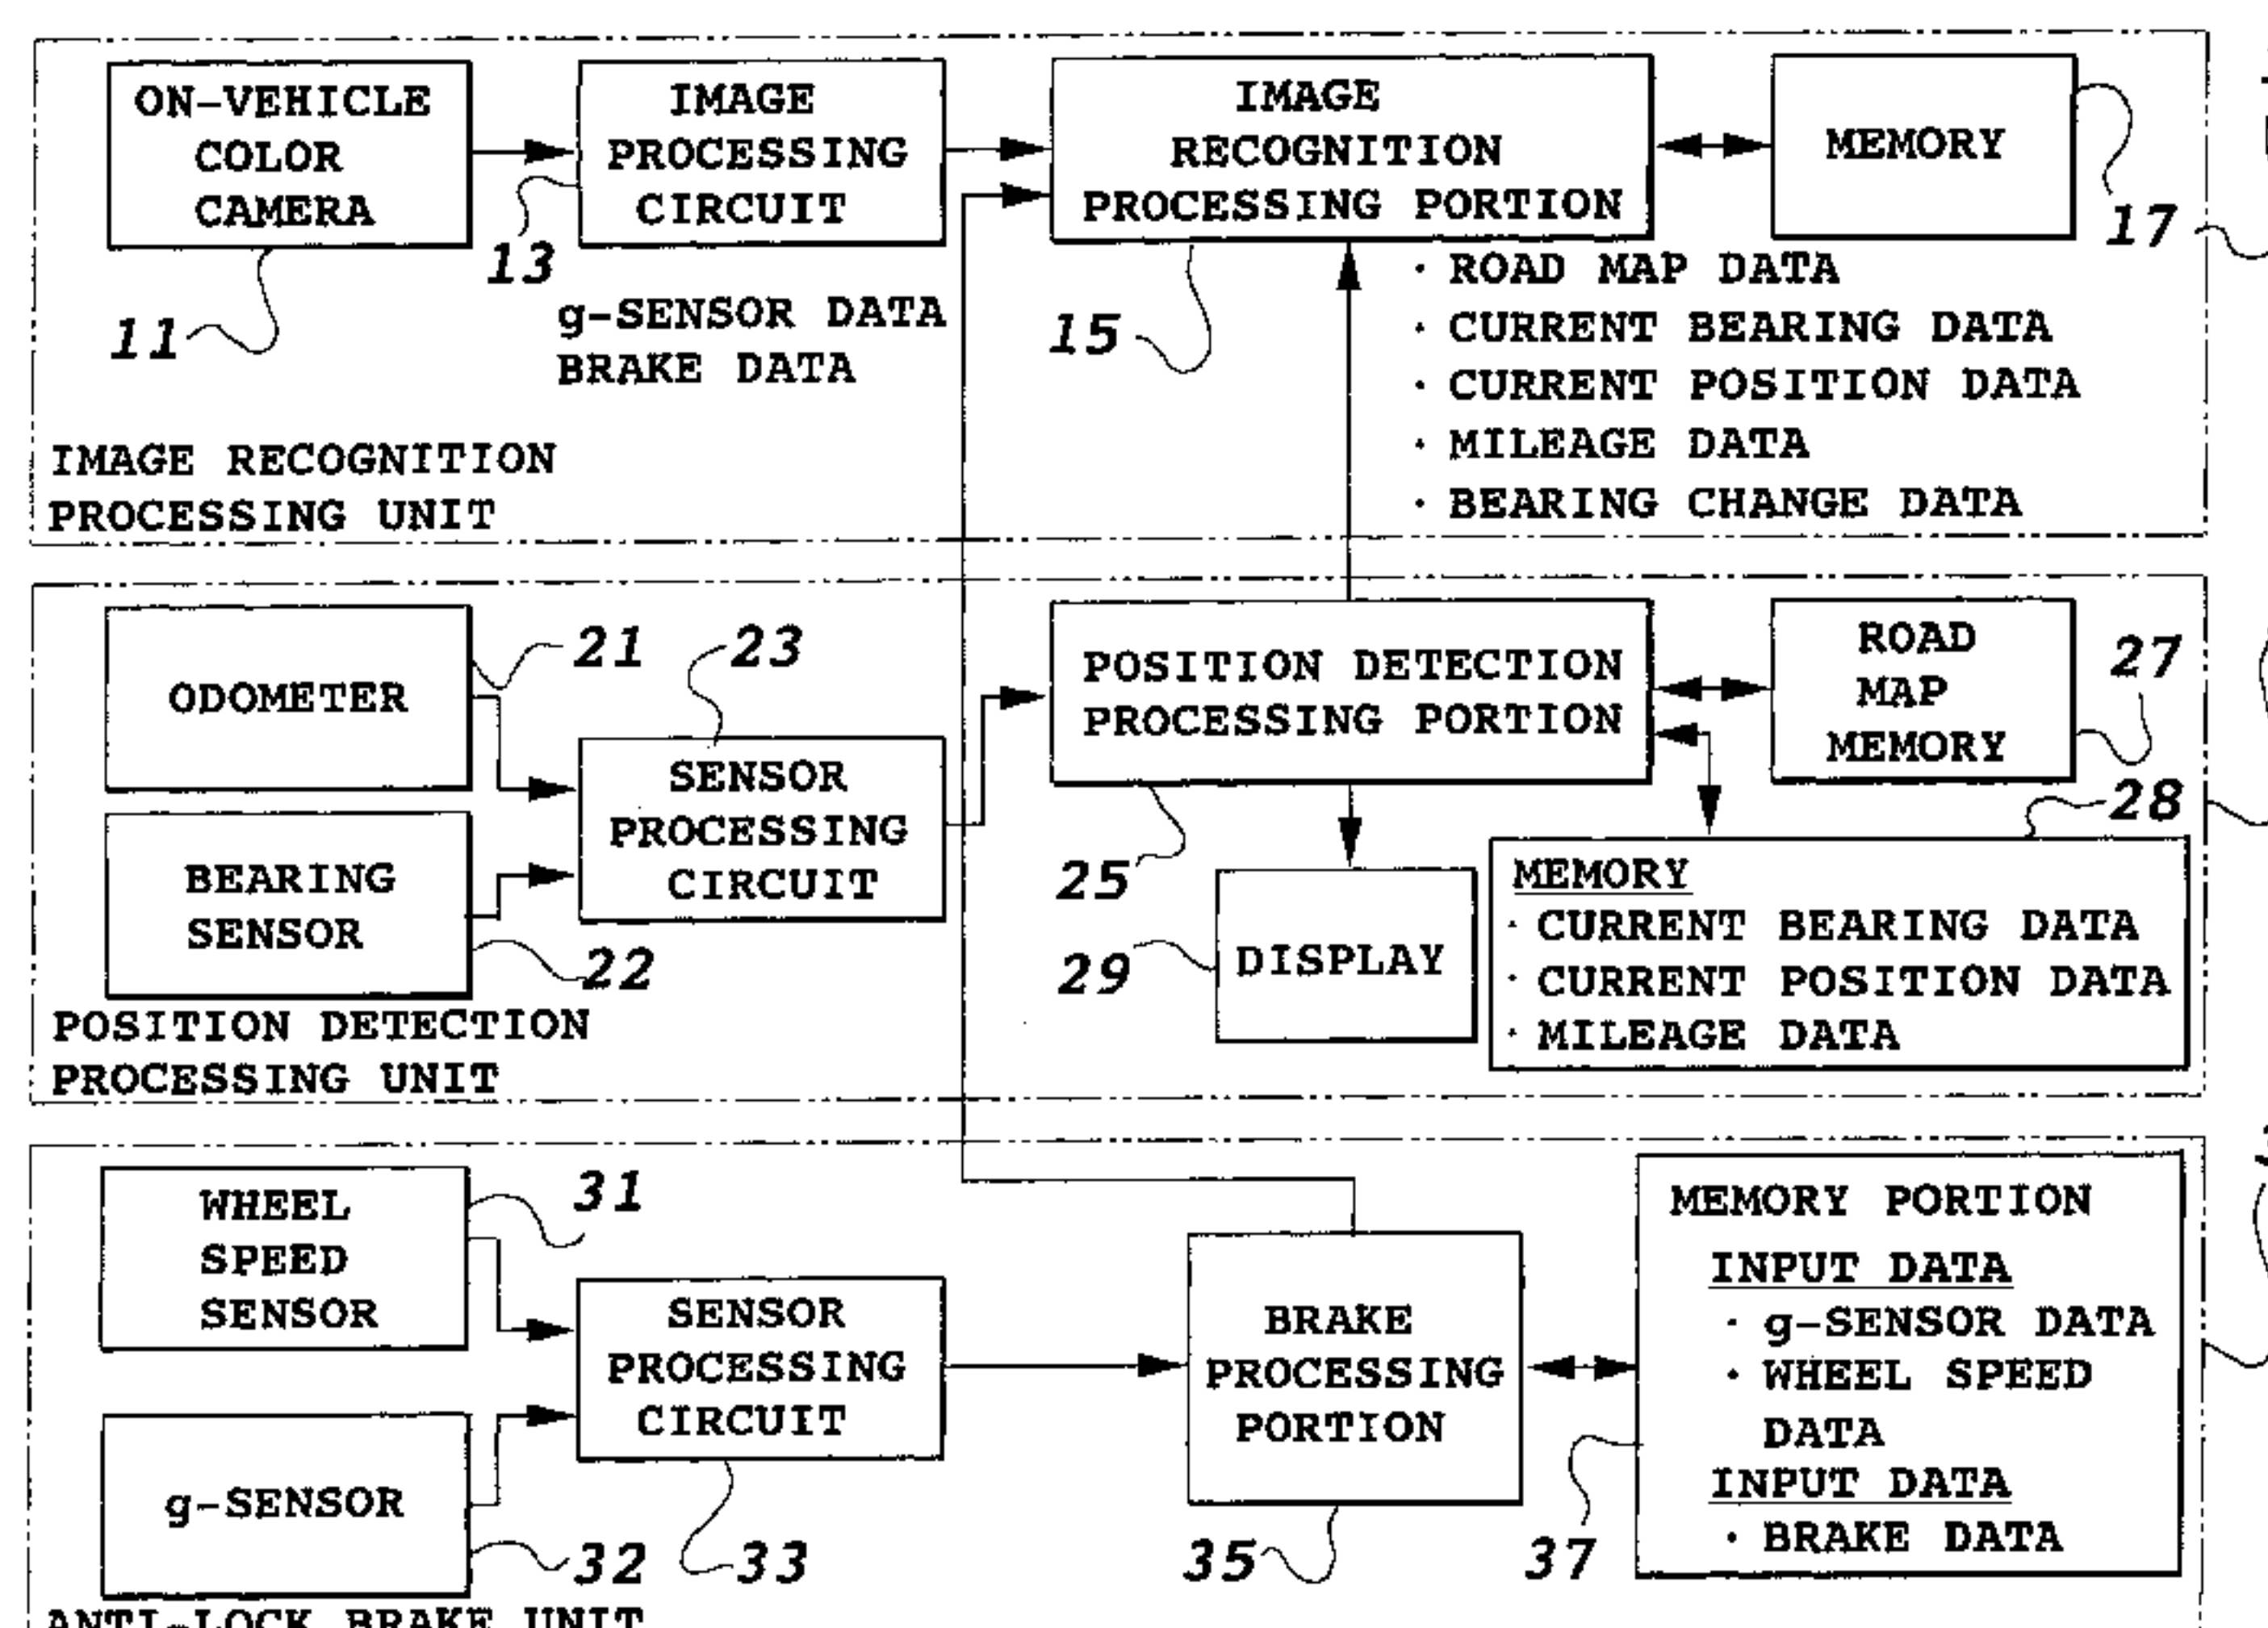 ON-VEHICLE
COLOR
CAMERA
11
IMAGE
PROCESSING
CIRCUIT
13
IMAGE
RECOGNITION
PROCESSING PORTION
15
MEMORY
17
g-SENSOR DATA
BRAKE DATA
· ROAD MAP DATA
· CURRENT BEARING DATA
· CURRENT POSITION DATA
· MILEAGE DATA
· BEARING CHANGE DATA
IMAGE RECOGNITION
PROCESSING UNIT
ODOMETER
21
BEARING
SENSOR
22
23
SENSOR
PROCESSING
CIRCUIT
POSITION DETECTION
PROCESSING PORTION
25
ROAD
MAP
MEMORY
27
28
DISPLAY
29
MEMORY
· CURRENT BEARING DATA
· CURRENT POSITION DATA
· MILEAGE DATA
POSITION DETECTION
PROCESSING UNIT
WHEEL
SPEED
SENSOR
31
g-SENSOR
32
SENSOR
PROCESSING
CIRCUIT
33
BRAKE
PROCESSING
PORTION
35
MEMORY PORTION
INPUT DATA
· g-SENSOR DATA
· WHEEL SPEED
DATA
INPUT DATA
· BRAKE DATA
37
ANTI-LOCK BRAKE UNIT